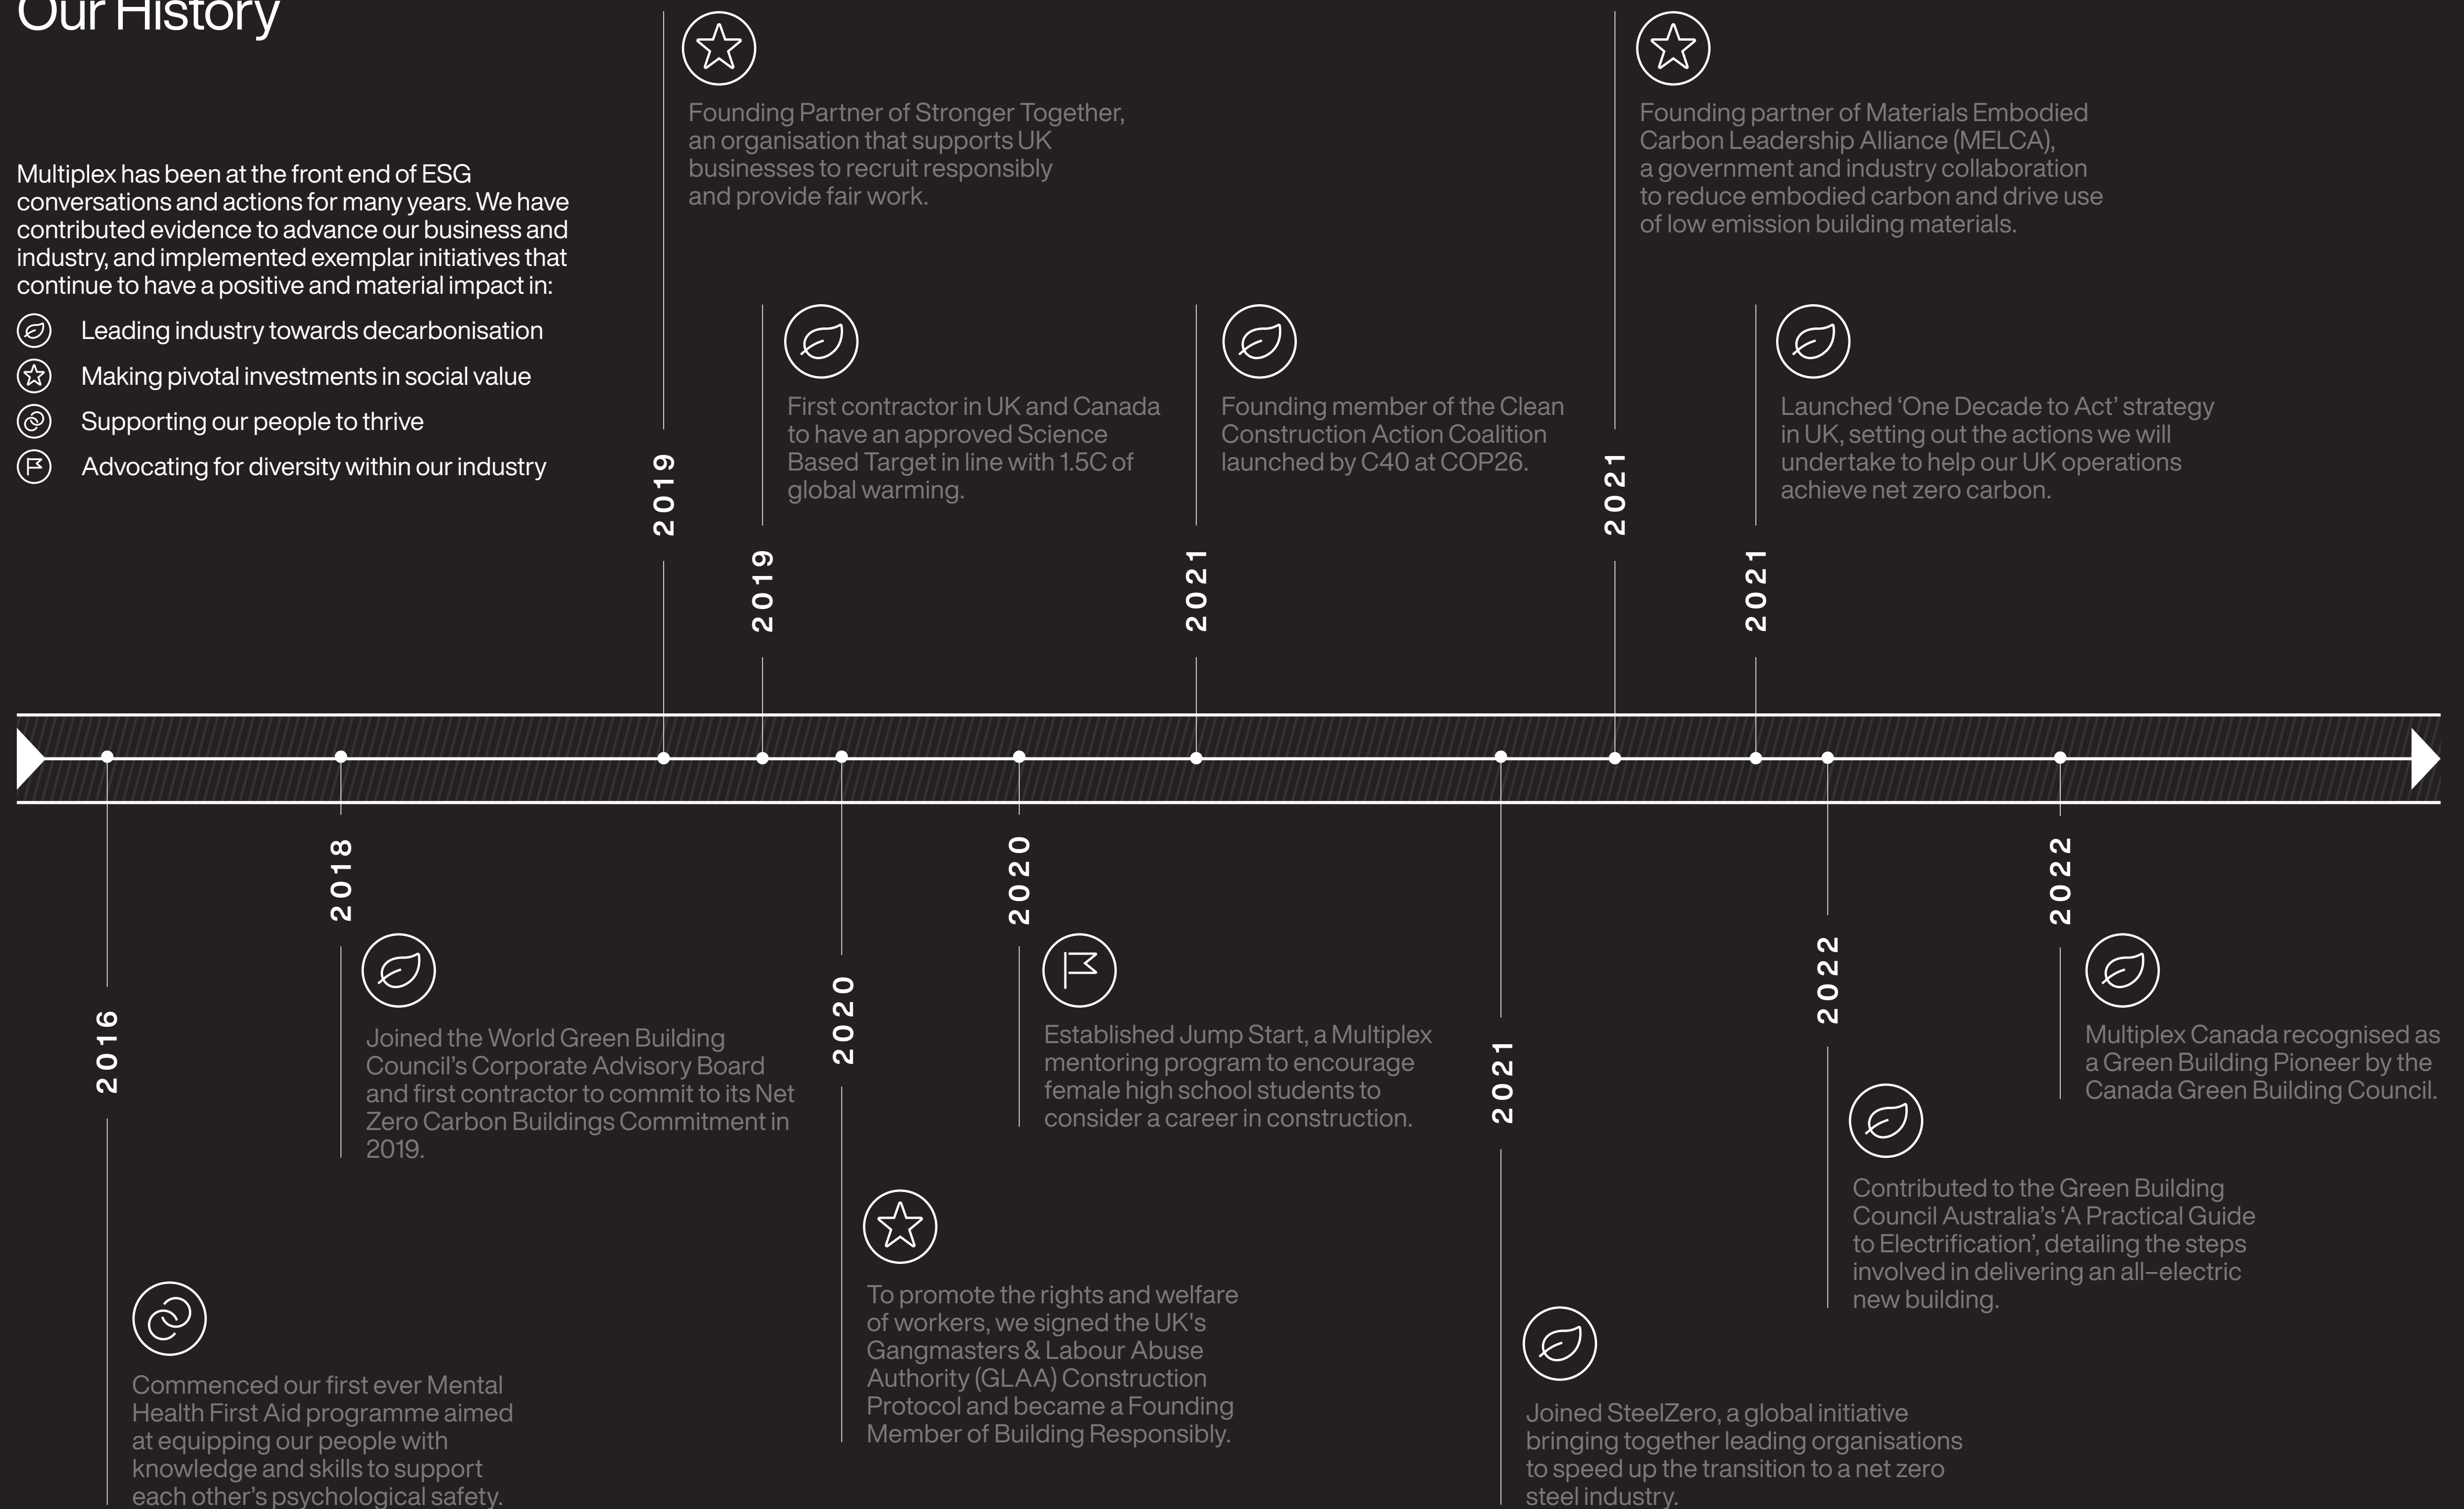 Our History
Multiplex has been at the front end of ESG
conversations and actions for many years. We have
contributed evidence to advance our business and
industry, and implemented exemplar initiatives that
continue to have a positive and material impact in:
Leading industry towards decarbonisation
Making pivotal investments in social value
Supporting our people to thrive
Advocating for diversity within our industry
2019
Founding Partner of Stronger Together,
an organisation that supports UK
businesses to recruit responsibly
and provide fair work.
2019
First contractor in UK and Canada
to have an approved Science
Based Target in line with 1.5C of
global warming.
2021
Founding member of the Clean
Construction Action Coalition
launched by C40 at COP26.
2021
Founding partner of Materials Embodied
Carbon Leadership Alliance (MELCA),
a government and industry collaboration
to reduce embodied carbon and drive use
of low emission building materials.
2021
Launched ‘One Decade to Act’ strategy
in UK, setting out the actions we will
undertake to help our UK operations
achieve net zero carbon.
2016
Commenced our first ever Mental
Health First Aid programme aimed
at equipping our people with
knowledge and skills to support
each other’s psychological safety.
2018
Joined the World Green Building
Council’s Corporate Advisory Board
and first contractor to commit to its Net
Zero Carbon Buildings Commitment in
2019.
2020
To promote the rights and welfare
of workers, we signed the UK's
Gangmasters & Labour Abuse
Authority (GLAA) Construction
Protocol and became a Founding
Member of Building Responsibly.
2020
Established Jump Start, a Multiplex
mentoring program to encourage
female high school students to
consider a career in construction.
2021
Joined SteelZero, a global initiative
bringing together leading organisations
to speed up the transition to a net zero
steel industry.
2022
Contributed to the Green Building
Council Australia’s ‘A Practical Guide
to Electrification’, detailing the steps
involved in delivering an all–electric
new building.
2022
Multiplex Canada recognised as
a Green Building Pioneer by the
Canada Green Building Council.